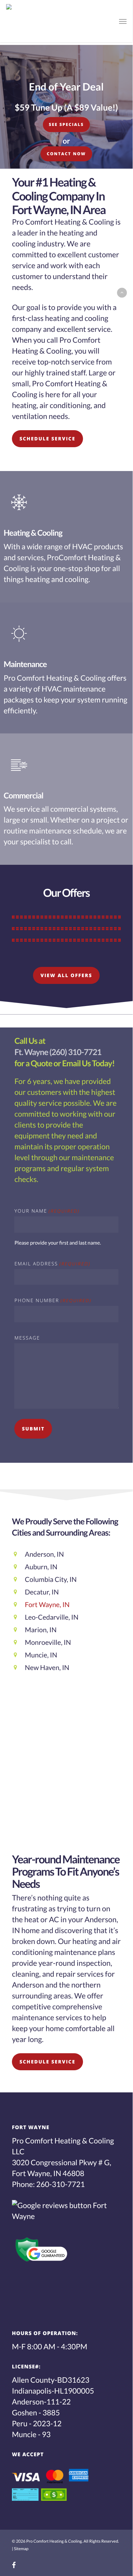 End of Year Deal
$59 Tune Up (A $89 Value!)
SEE SPECIALS
or
CONTACT NOW
Your #1 Heating &
Cooling Company In
Fort Wayne, IN Area
Pro Comfort Heating & Cooling is
a leader in the heating and
cooling industry. We are
committed to excellent customer
service and work with each
customer to understand their
needs.
Our goal is to provide you with a
first-class heating and cooling
company and excellent service.
When you call Pro Comfort
Heating & Cooling, you will
receive top-notch service from
our highly trained staff. Large or
small, Pro Comfort Heating &
Cooling is here for all your
heating, air conditioning, and
ventilation needs.
SCHEDULE SERVICE
Heating & Cooling
With a wide range of HVAC products
and services, ProComfort Heating &
Cooling is your one-stop shop for all
things heating and cooling.
Maintenance
Pro Comfort Heating & Cooling offers
a variety of HVAC maintenance
packages to keep your system running
efficiently.
Commercial
We service all commercial systems,
large or small. Whether on a project or
routine maintenance schedule, we are
your specialist to call.
Our Offers
VIEW ALL OFFERS
Call Us at
Ft. Wayne (260) 310-7721
for a Quote or Email Us Today!
For 6 years, we have provided
our customers with the highest
quality service possible. We are
committed to working with our
clients to provide the
equipment they need and
maintain its proper operation
level through our maintenance
programs and regular system
checks.
YOUR NAME
Please provide your first and last name.
EMAIL ADDRESS
PHONE NUMBER
MESSAGE
SUBMIT
We Proudly Serve the Following
Cities and Surrounding Areas:
Anderson, IN
Auburn, IN
Columbia City, IN
Decatur, IN
Fort Wayne, IN
Leo-Cedarville, IN
Marion, IN
Monroeville, IN
Muncie, IN
New Haven, IN
Year-round Maintenance
Programs To Fit Anyone's
Needs
There's nothing quite as
frustrating as trying to turn on
the heat or AC in your Anderson,
IN home and discovering that it's
broken down. Our heating and air
conditioning maintenance plans
provide year-round inspection,
cleaning, and repair services for
Anderson and the northern
surrounding areas. We offer
competitive comprehensive
maintenance services to help you
keep your home comfortable all
year long.
SCHEDULE SERVICE
FORT WAYNE
Pro Comfort Heating & Cooling
LLC
3020 Congressional Pkwy # G,
Fort Wayne, IN 46808
Phone: 260-310-7721
Google reviews button Fort
Wayne
GOOGLE
GUARANTEED
HOURS OF OPERATION:
M-F 8:00 AM - 4:30PM
LICENSE#:
Allen County-BD31623
Indianapolis-HL1900005
Anderson-111-22
Goshen - 3885
Peru - 2023-12
Muncie - 93
WE ACCEPT
VISA
© 2026 Pro Comfort Heating & Cooling, All Rights Reserved.
| Sitemap